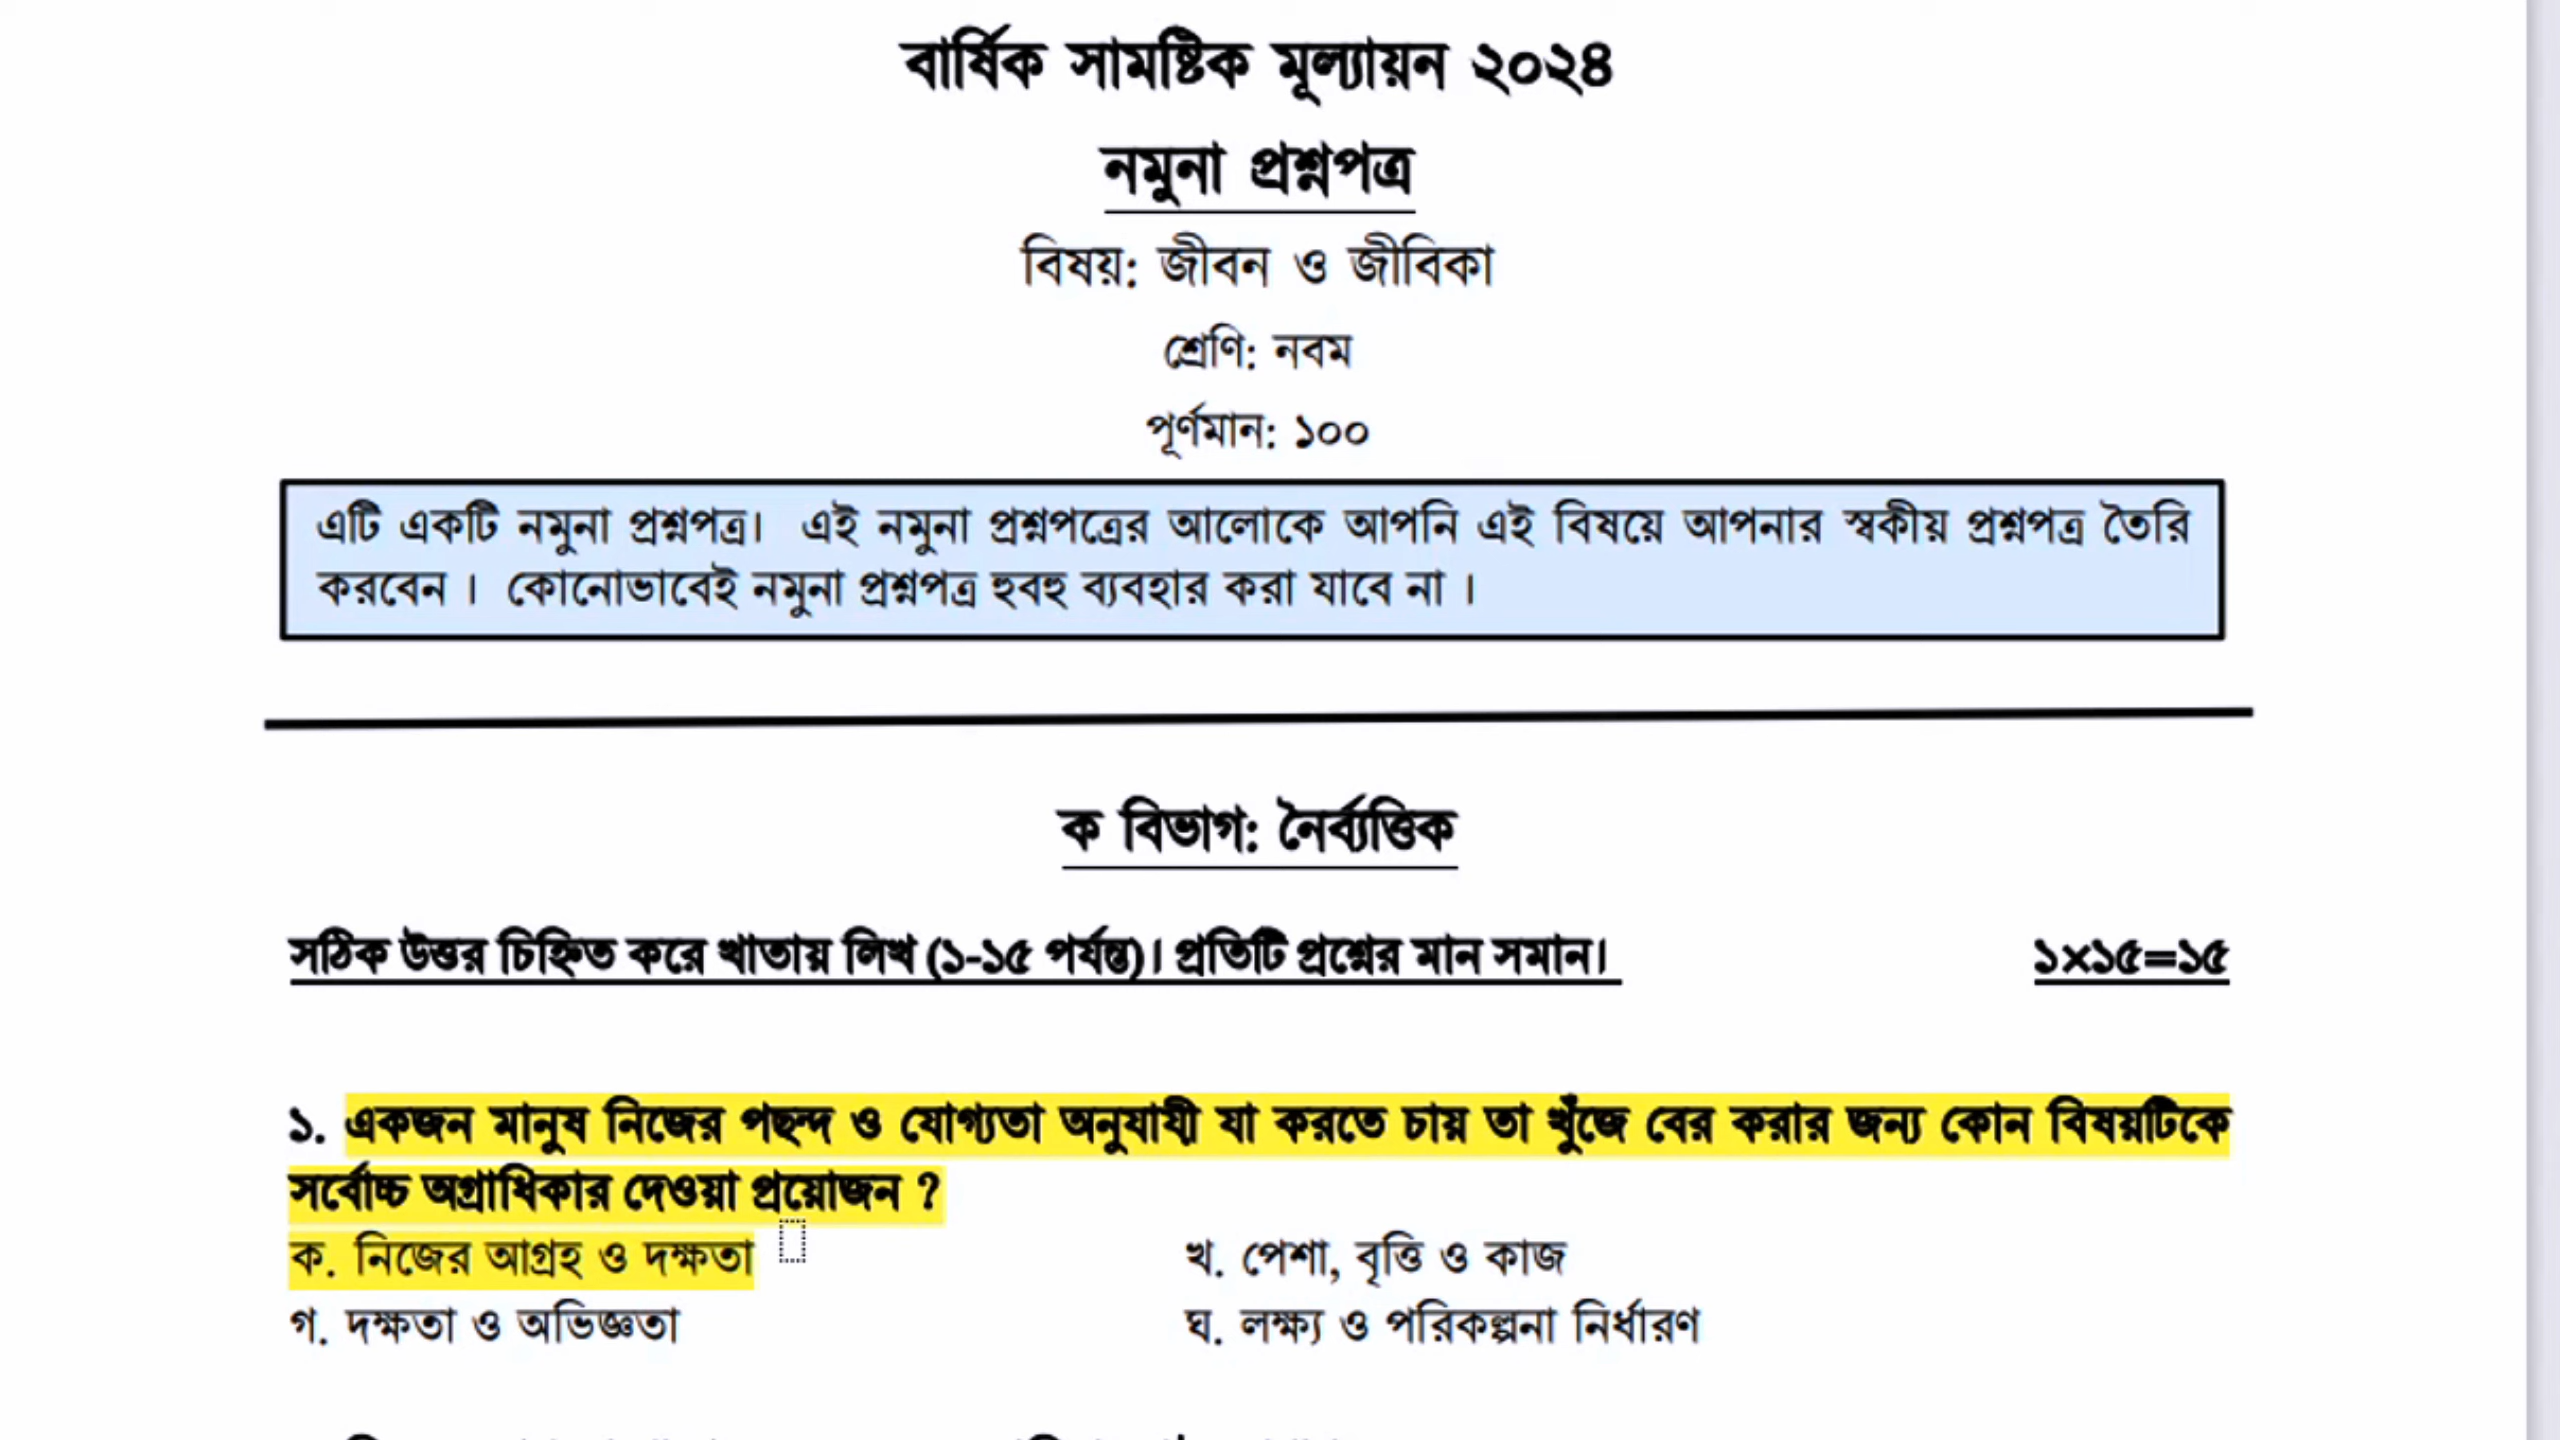 বার্ষিক সামষ্টিক মূল্যায়ন ২০২৪
নমুনা প্রশ্নপত্র
বিষয়: জীবন ও জীবিকা
শ্রেণি: নবম
পূর্ণমান: ১০০
এটি একটি নমুনা প্রশ্নপত্র। এই নমুনা প্রশ্নপত্রের আলোকে আপনি এই বিষয়ে আপনার স্বকীয় প্রশ্নপত্র তৈরি
করবেন । কোনোভাবেই নমুনা প্রশ্নপত্র হুবহু ব্যবহার করা যাবে না ।
ক বিভাগ: নৈর্ব্যত্তিক
সঠিক উত্তর চিহ্নিত করে খাতায় লিখ (১-১৫ পর্যন্ত)। প্রতিটি প্রশ্নের মান সমান। ১×১৫=১৫
১. একজন মানুষ নিজের পছন্দ ও যোগ্যতা অনুযায়ী যা করতে চায় তা খুঁজে বের করার জন্য কোন বিষয়টিকে
সর্বোচ্চ অগ্রাধিকার দেওয়া প্রয়োজন ?
ক. নিজের আগ্রহ ও দক্ষতা খ. পেশা, বৃত্তি ও কাজ
গ. দক্ষতা ও অভিজ্ঞতা ঘ. লক্ষ্য ও পরিকল্পনা নির্ধারণ